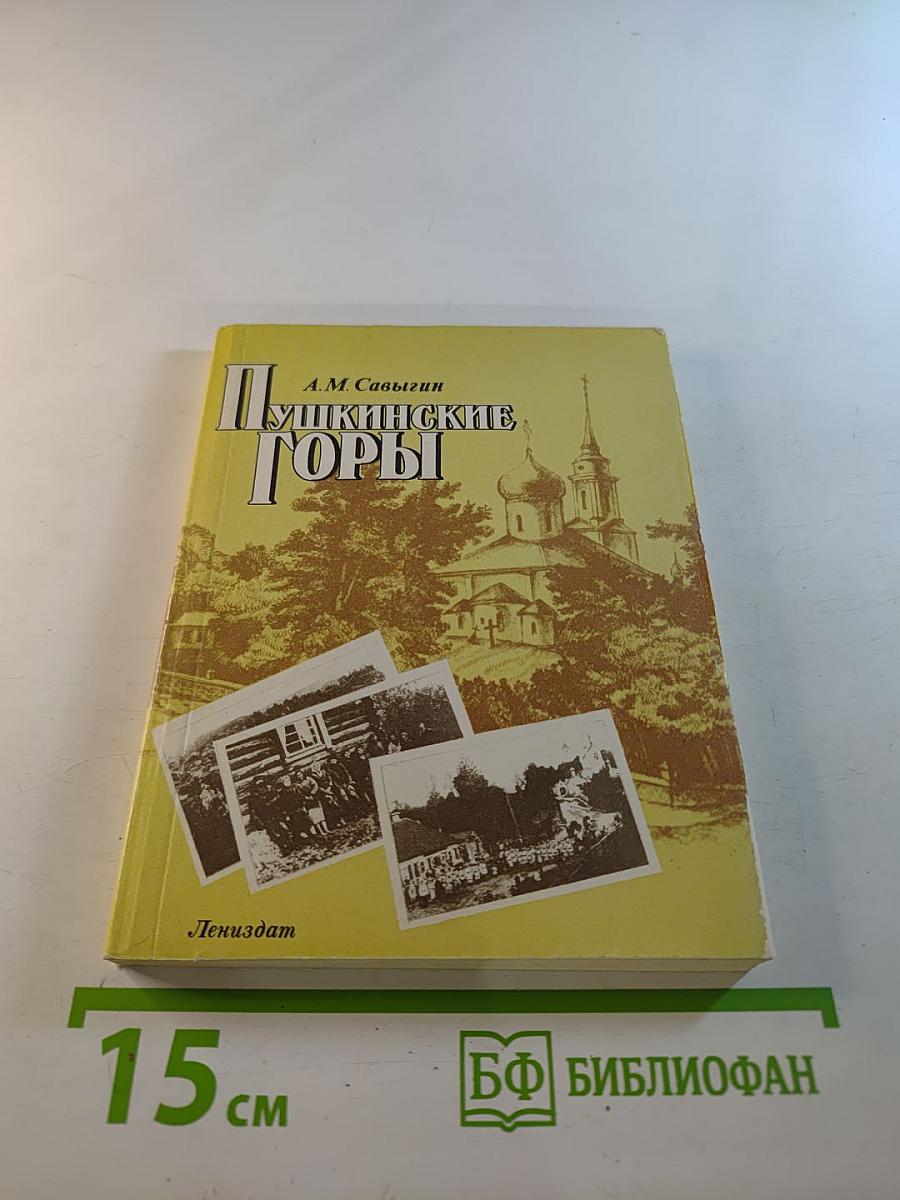 А. М. Савыгин
Пушкинские
Горы
Лениздат
15 см
БФ БИБЛИОФАН